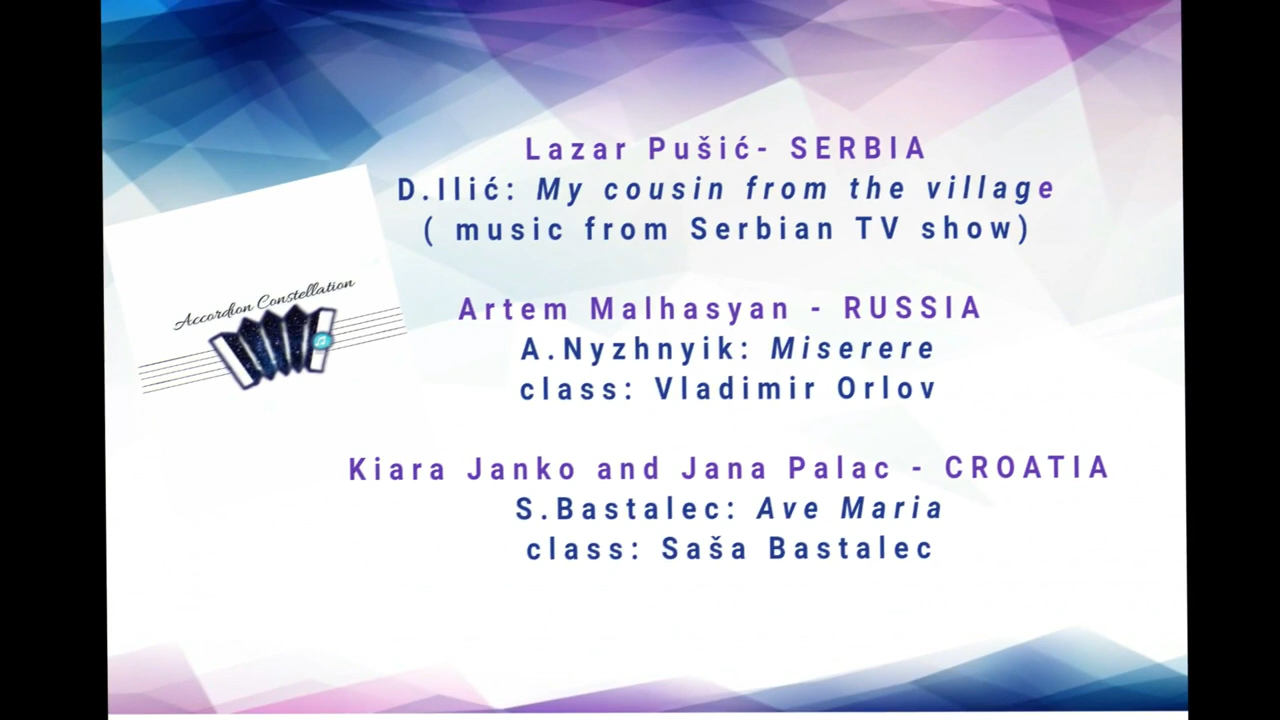 Lazar Pušić- SERBIA
D.Ilić: My cousin from the village
( music from Serbian TV show)
Accordion Constellation
Artem Malhasyan - RUSSIA
A.Nyzhnyik: Miserere
class: Vladimir Orlov
Kiara Janko and Jana Palac - CROATIA
S.Bastalec: Ave Maria
class: Saša Bastalec